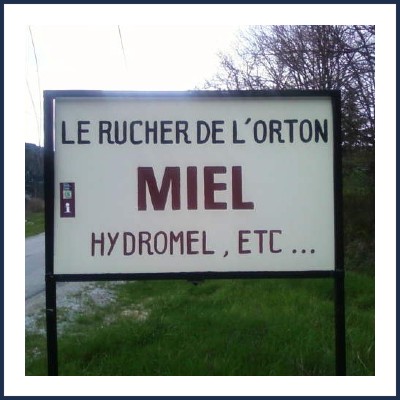 LE RUCHER DE L'ORTON
MIEL
HYDROMEL, ETC ...